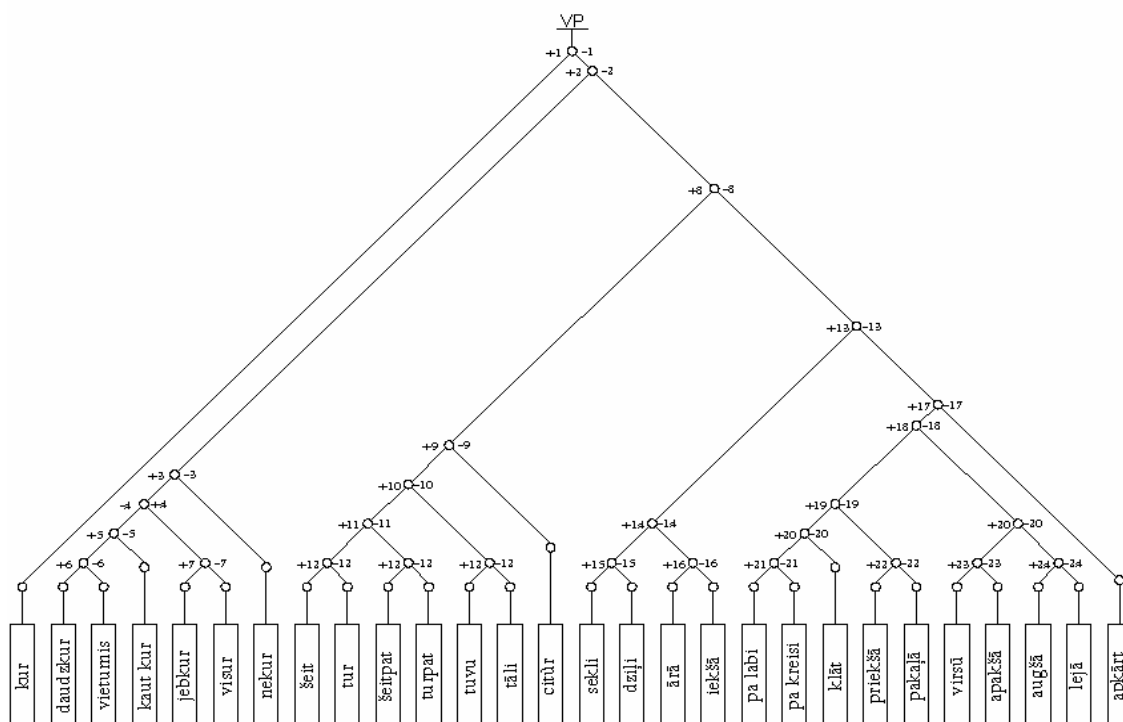 VP
+1 -1
+2 -2
+8 -8
+13 -13
+17 -17
+18 -18
+9 -9
+3 -3
+10 -10
-4 +4
+19 -19
+11 -11
+14 -14
+20 -20
+5 -5
+20 -20
+6 -6
+7 -7
+12 -12
+12 -12
+12 -12
+15 -15
+16 -16
+21 -21
+22 -22
+23 -23
+24 -24
kur
daudzkur
vietumis
kaut kur
jebkur
visur
nekur
šeit
tur
šeitpat
turpat
tuvu
tāli
citur
sekli
dziļi
ārā
iekšā
pa labi
pa kreisi
klāt
priekšā
pakaļā
virsū
apakšā
augšā
lejā
apkārt